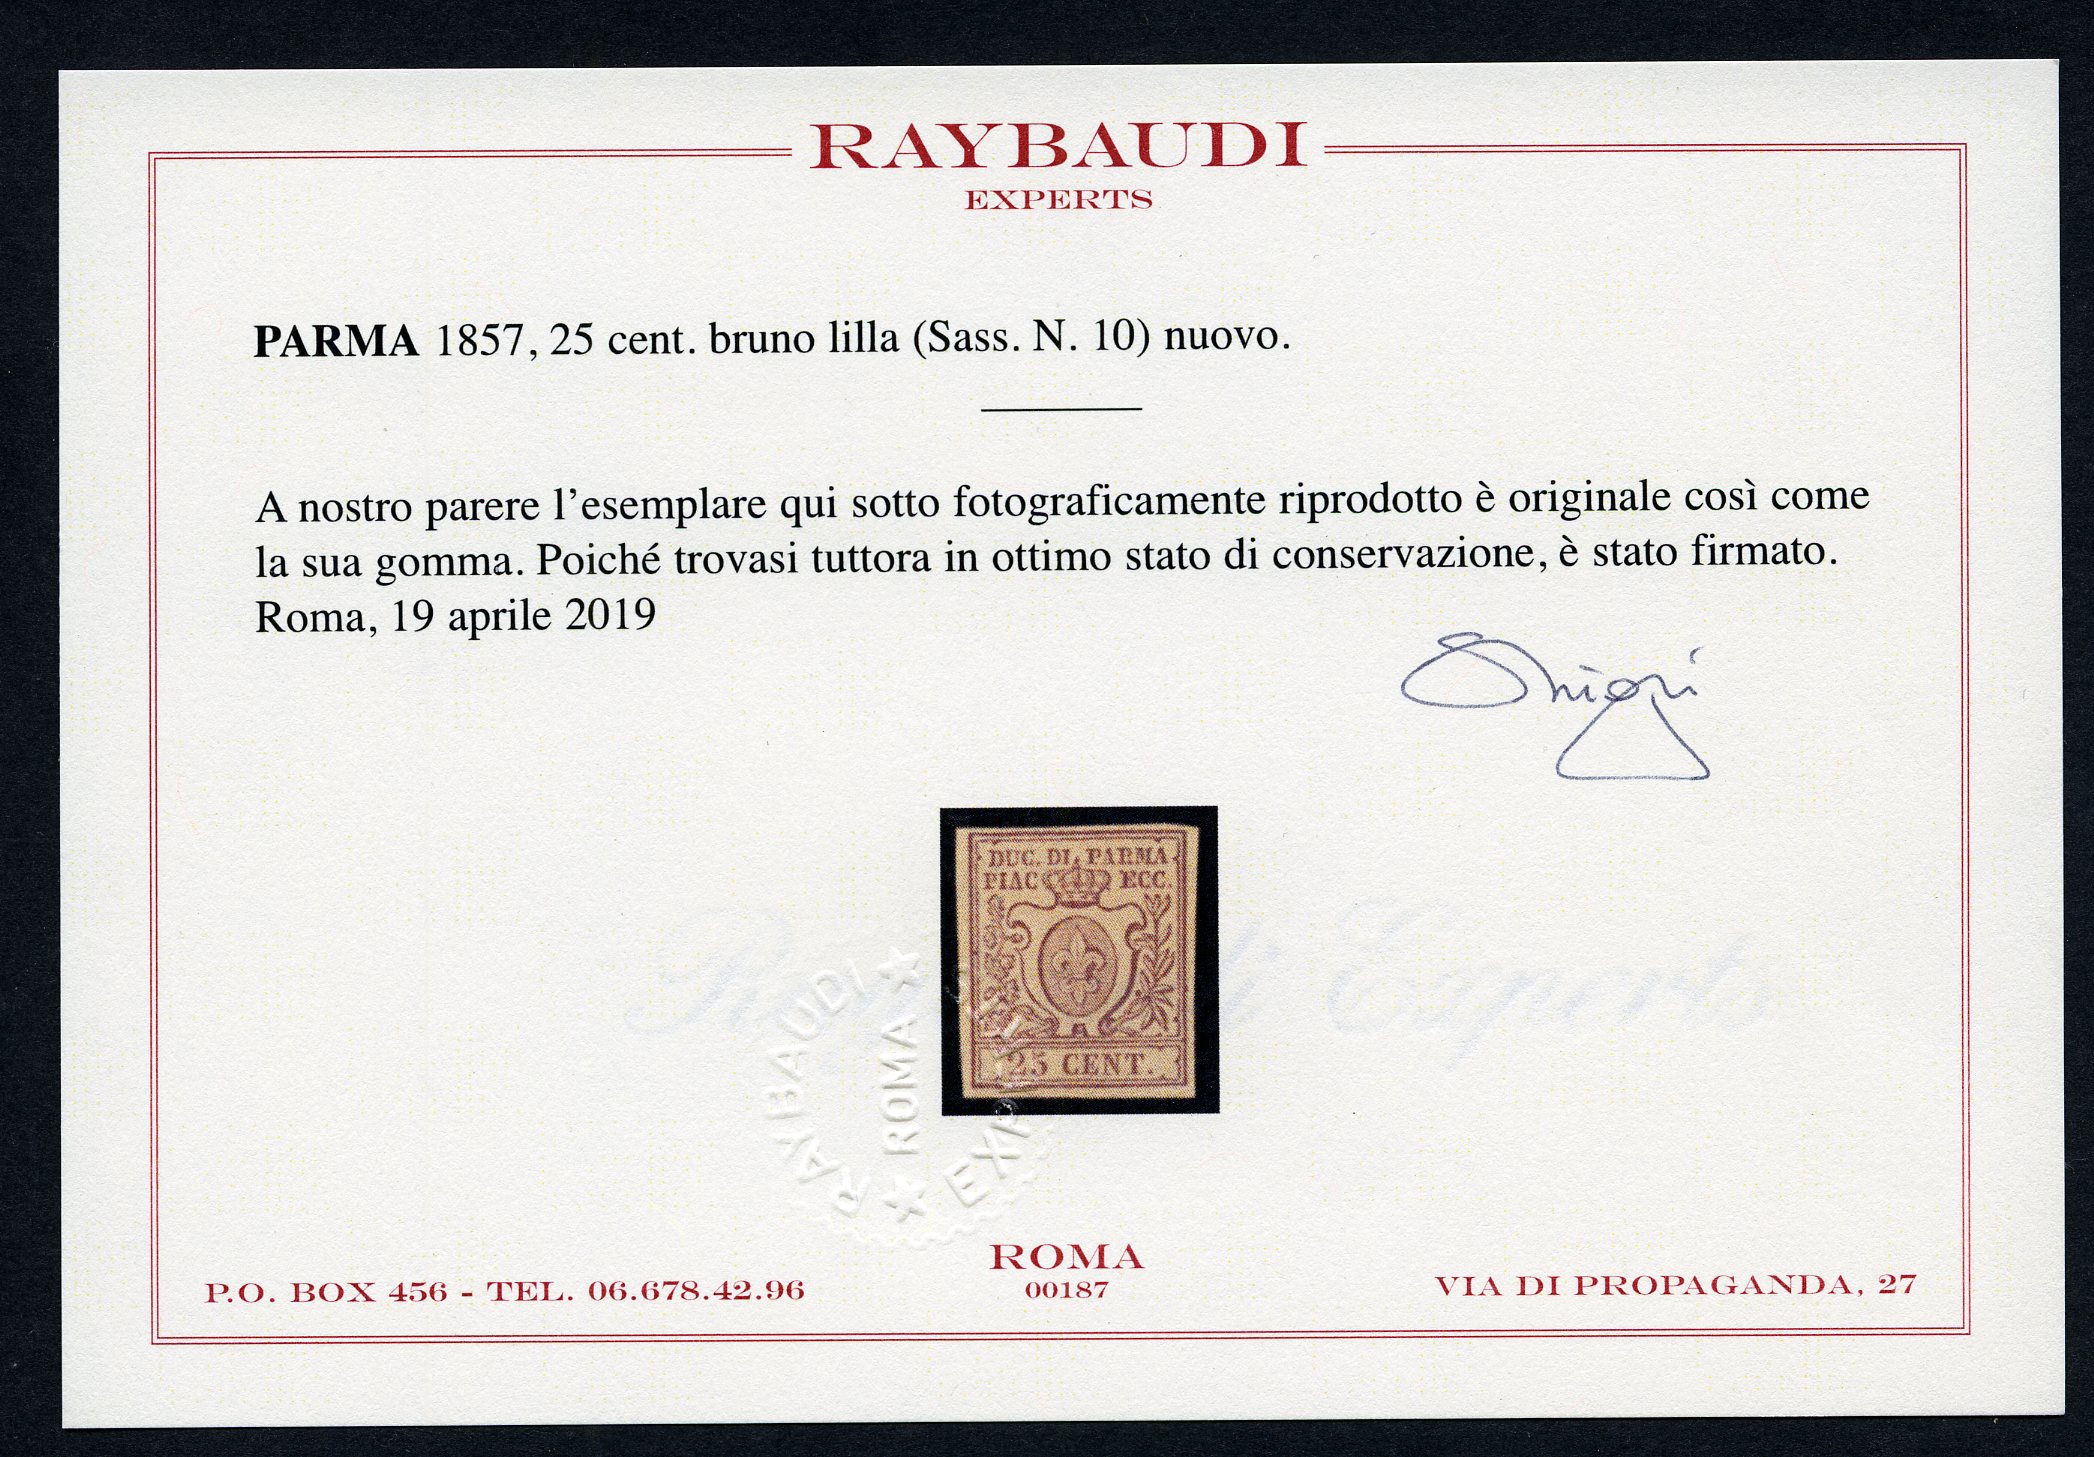 RAYBAUDI
EXPERTS
PARMA 1857, 25 cent. bruno lilla (Sass. N. 10) nuovo.
A nostro parere l'esemplare qui sotto fotograficamente riprodotto è originale così come
la sua gomma. Poiché trovasi tuttora in ottimo stato di conservazione, è stato firmato.
Roma, 19 aprile 2019
DUC. DI PARMA
PIAC ECC.
25 CENT.
RAYBAUDI
ROMA
ROMA
00187
P.O. BOX 456 - TEL. 06.678.42.96
VIA DI PROPAGANDA, 27